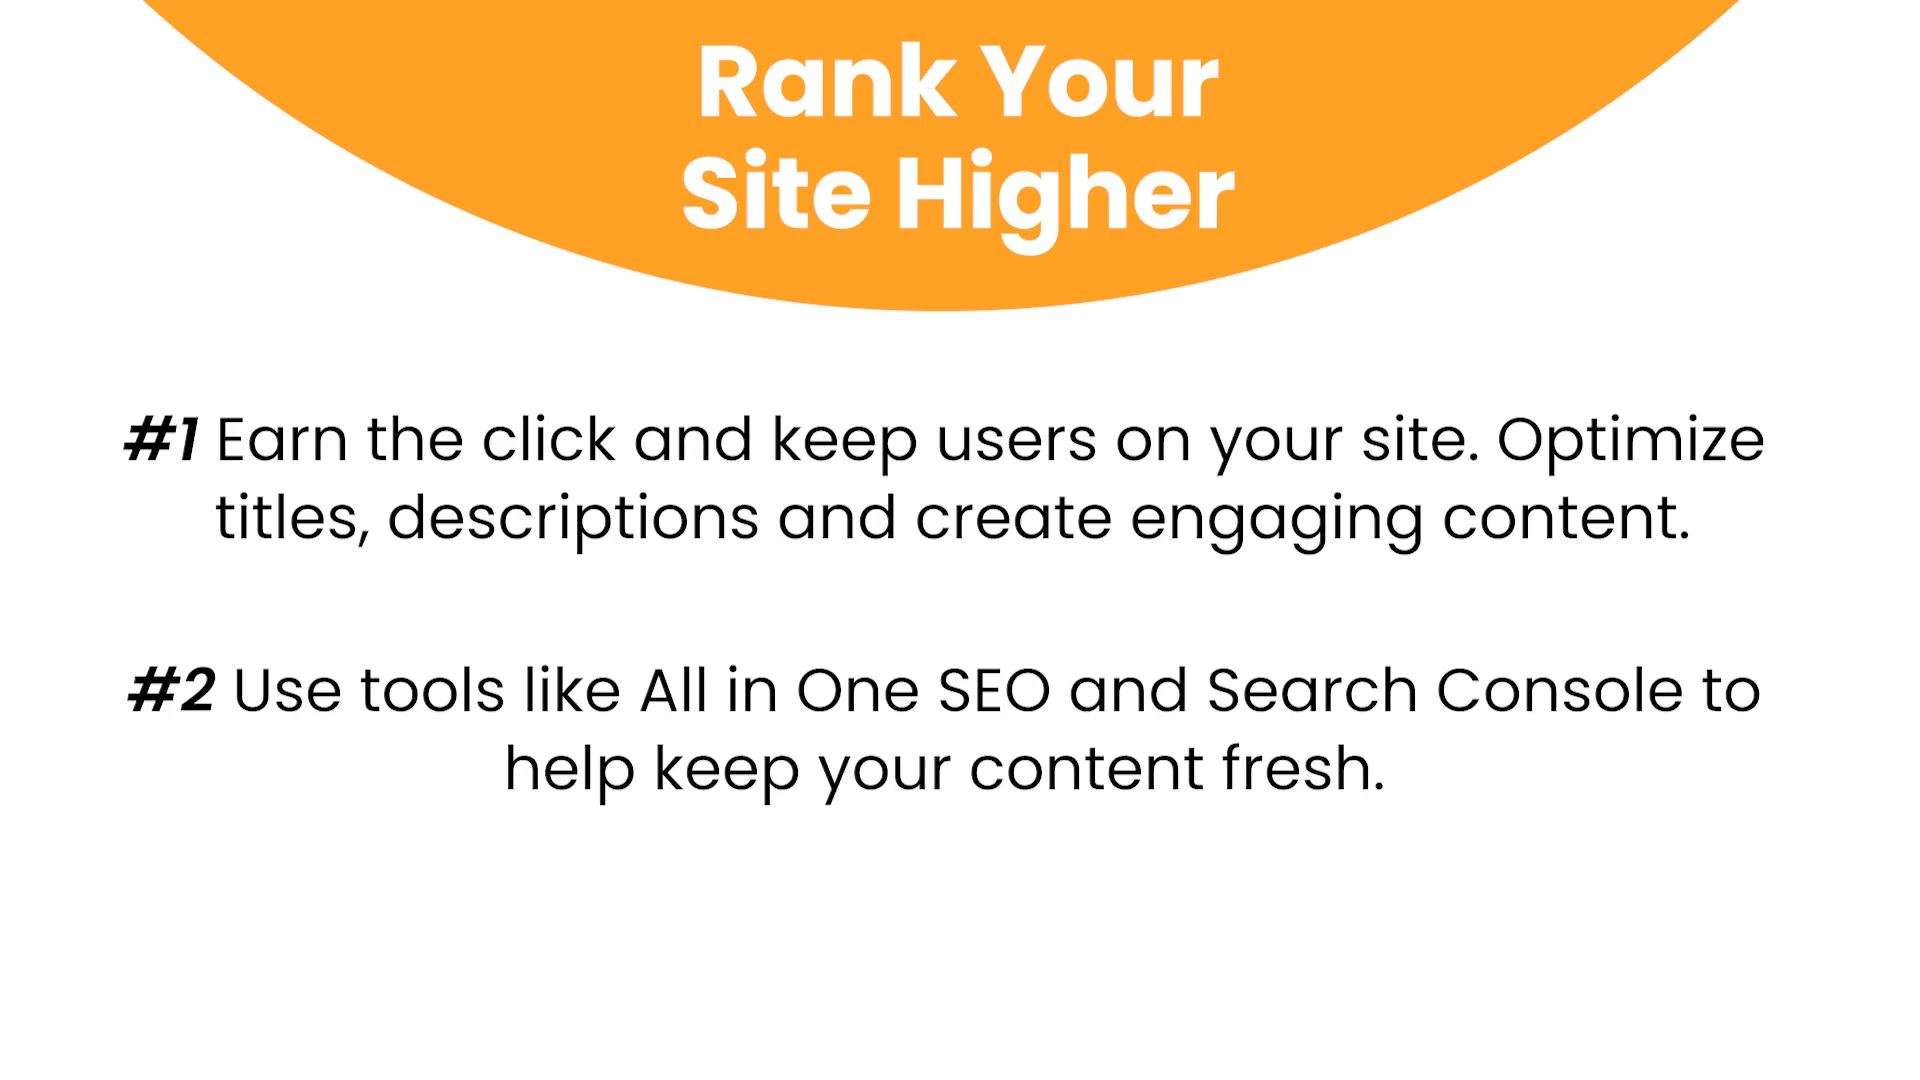 Rank Your
Site Higher
#1 Earn the click and keep users on your site. Optimize
titles, descriptions and create engaging content.
#2 Use tools like All in One SEO and Search Console to
help keep your content fresh.